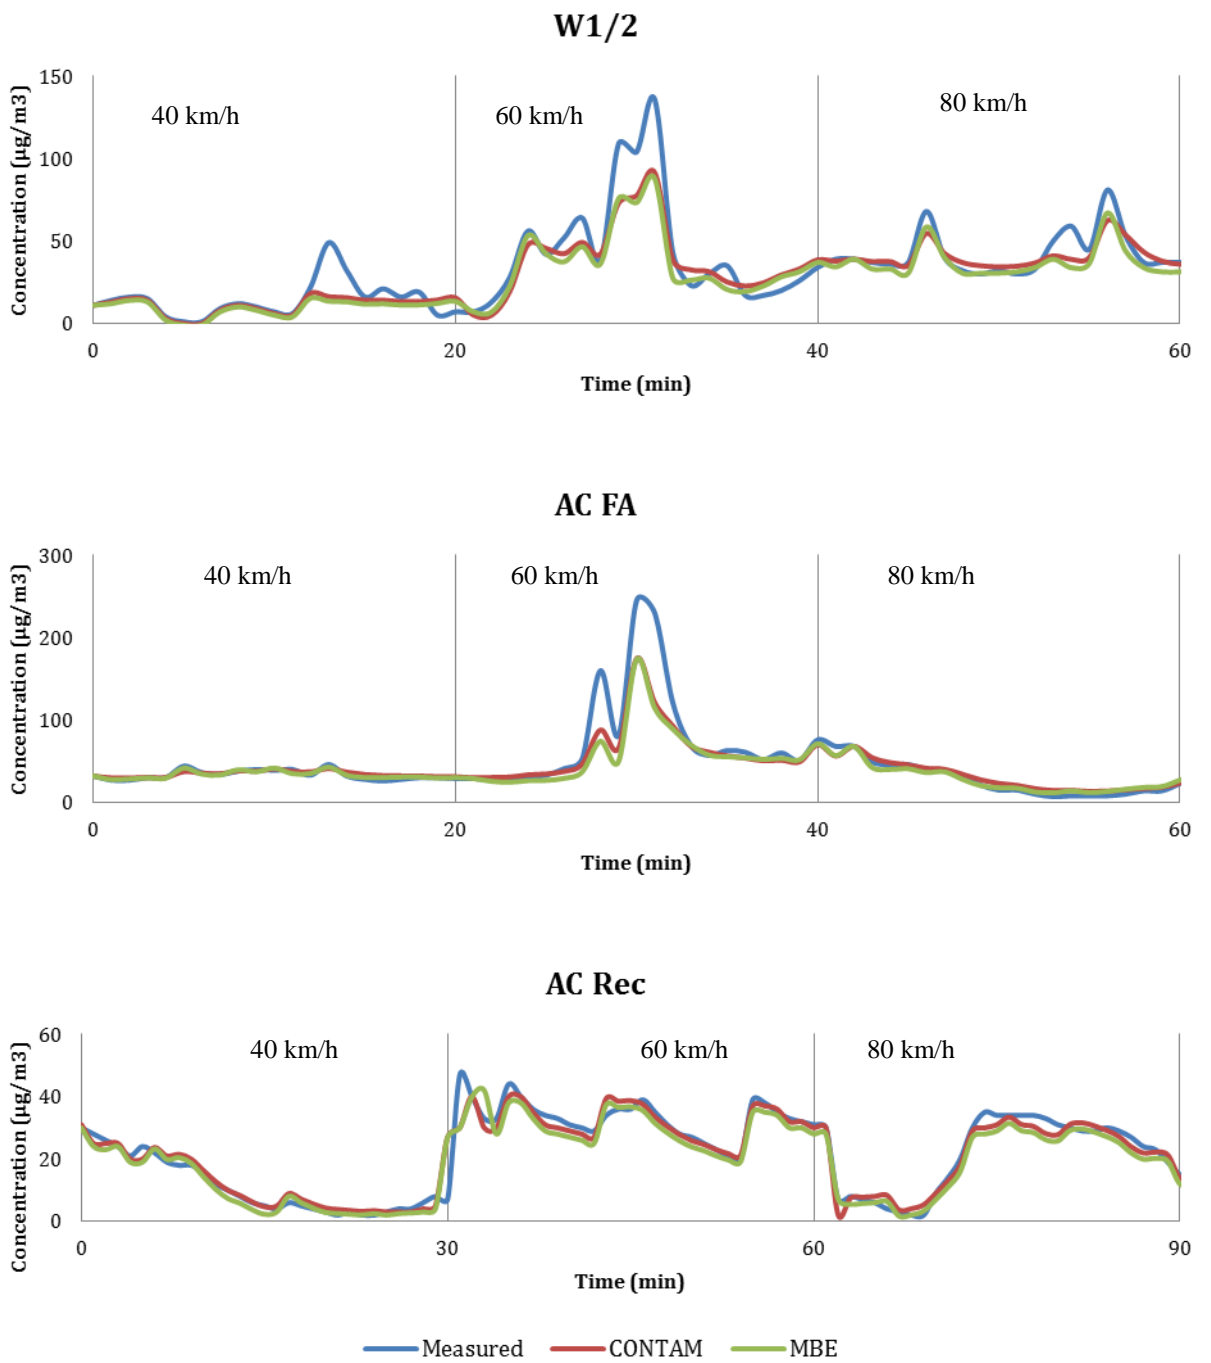 W1/2
Concentration (µg/m3)
150
100
50
0
40 km/h
60 km/h
80 km/h
0
20
40
60
Time (min)
AC FA
Concentration (µg/m3)
300
200
100
0
40 km/h
60 km/h
80 km/h
0
20
40
60
Time (min)
AC Rec
Concentration (µg/m3)
60
40
20
0
40 km/h
60 km/h
80 km/h
0
30
60
90
Time (min)
Measured
CONTAM
MBE